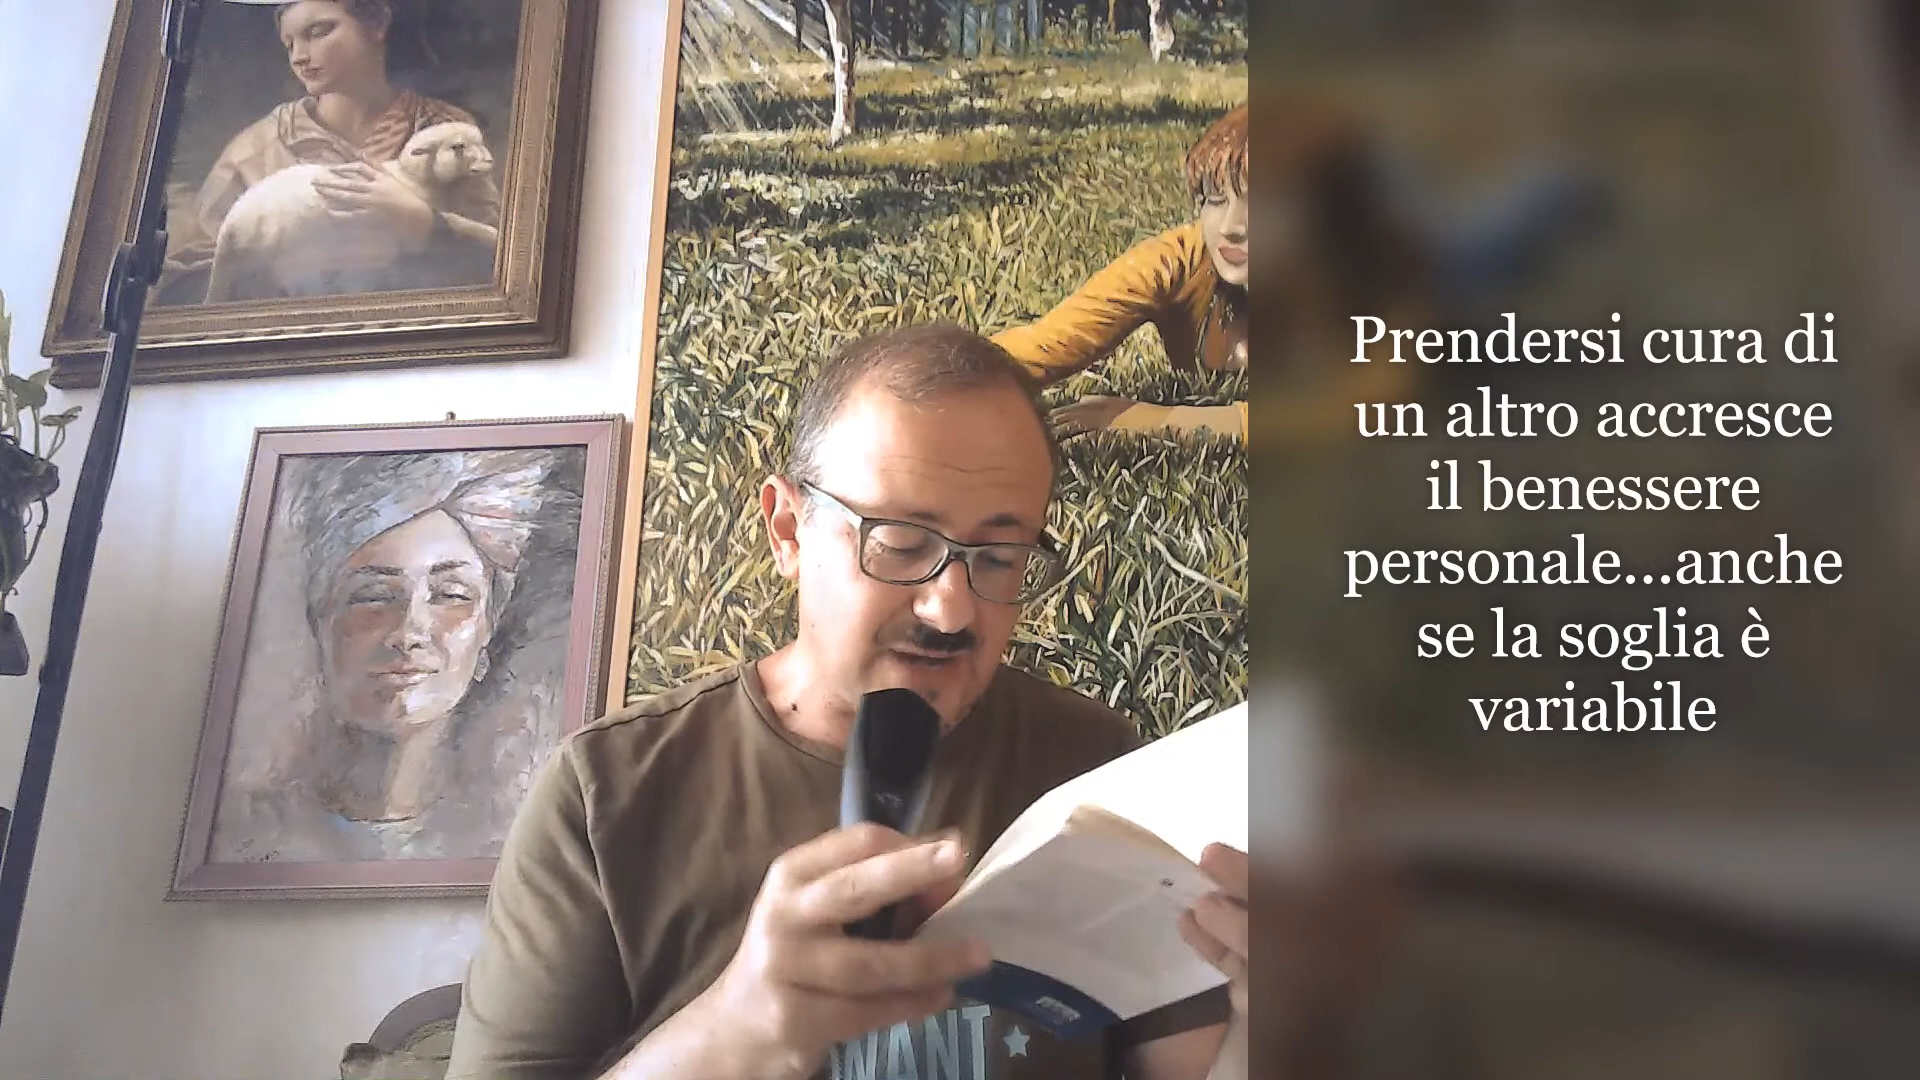 Prendersi cura di
un altro accresce
il benessere
personale...anche
se la soglia è
variabile
WANT